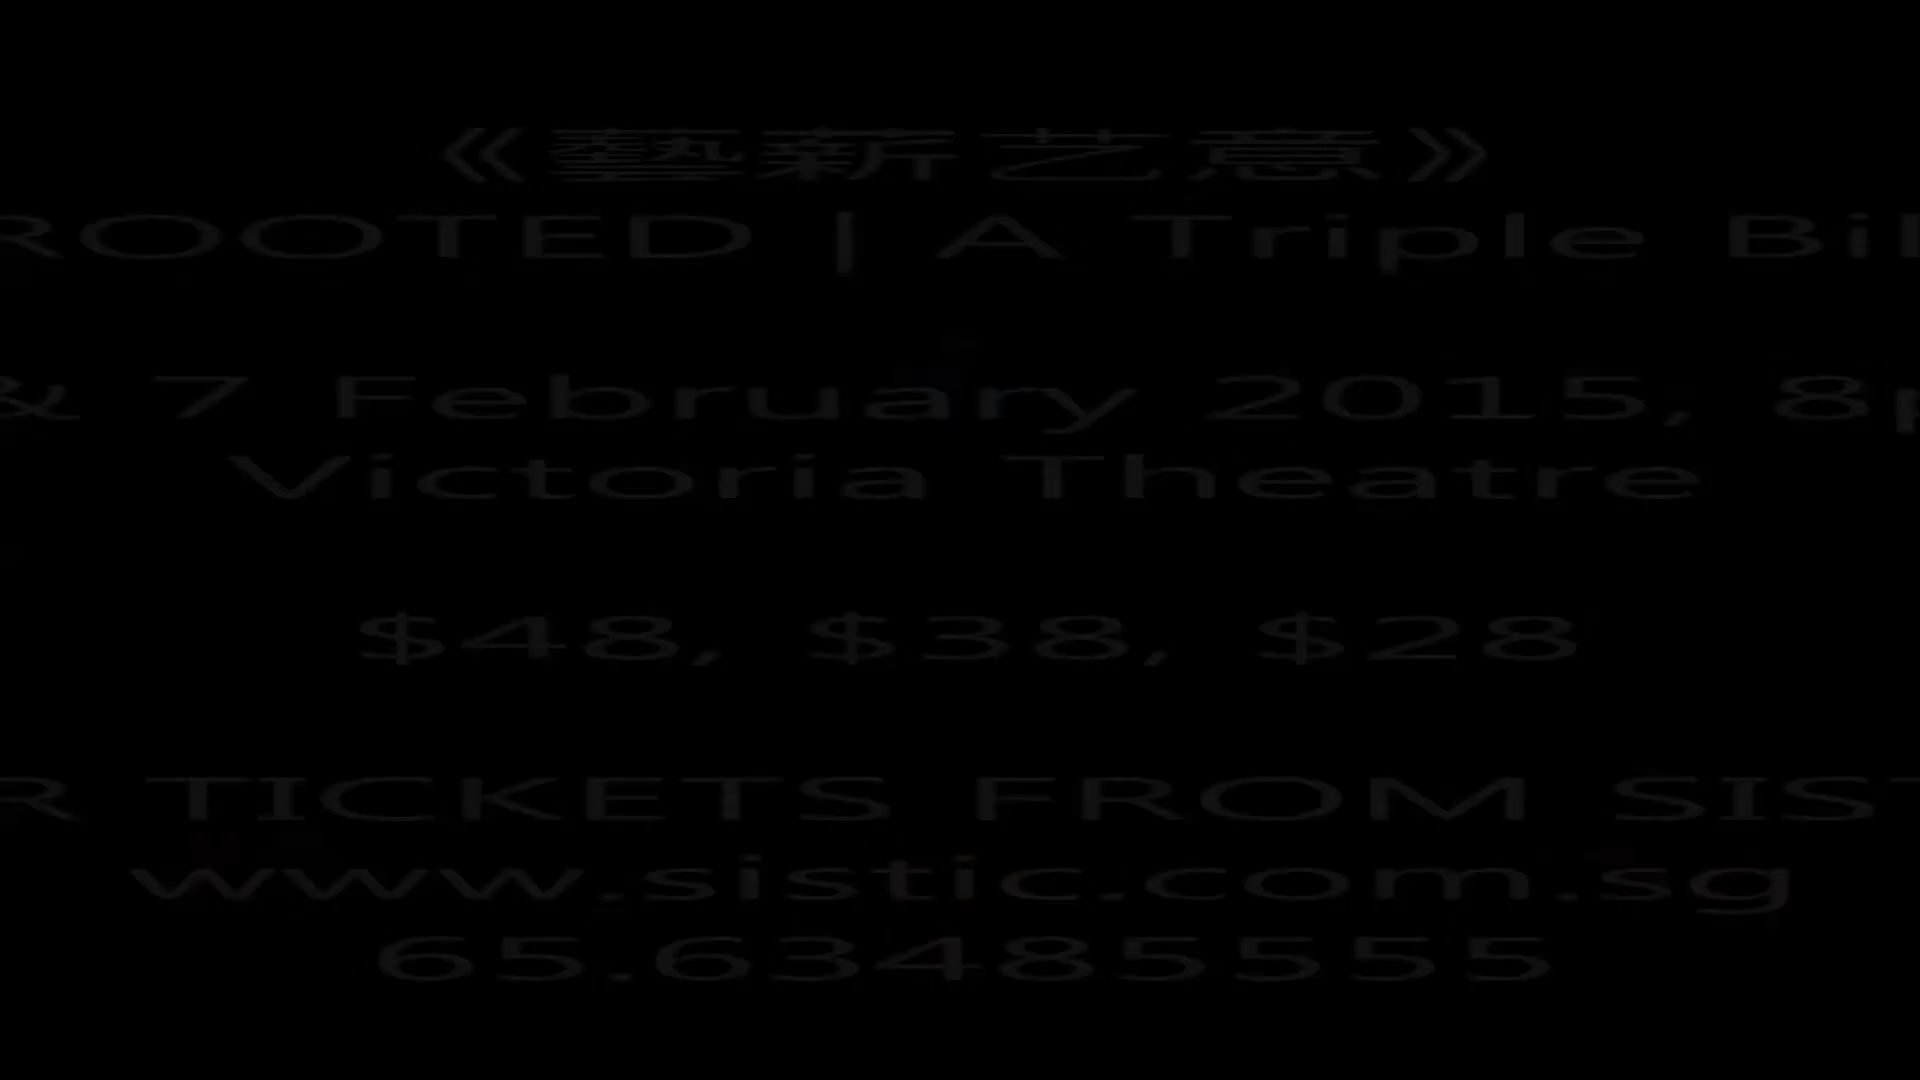 《藝薪艺意》
ROOTED | A Triple Bil
& 7 February 2015, 8p
Victoria Theatre
$48, $38, $28
R TICKETS FROM SIST
www.sistic.com.sg
65.63485555